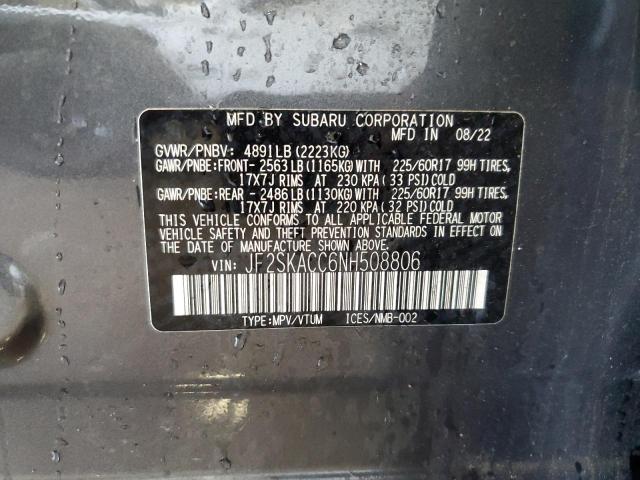 MFD BY SUBARU CORPORATION
MFD IN 08/22
GVWR/PNBV: 4891LB (2223KG)
GAWR/PNBE:FRONT- 2563LB (1165KG)WITH 225/60R17 99H TIRES,
17X7J RIMS AT 230 KPA (33 PSI)COLD
GAWR/PNBE:REAR - 2486LB (1130KG)WITH 225/60R17 99H TIRES,
17X7J RIMS AT 220 KPA (32 PSI)COLD
THIS VEHICLE CONFORMS TO ALL APPLICABLE FEDERAL MOTOR
VEHICLE SAFETY AND THEFT PREVENTION STANDARDS IN EFFECT
ON THE DATE OF MANUFACTURE SHOWN ABOVE.
VIN: JF2SKACC6NH508806
TYPE:MPV/VTUM ICES/NMB-002